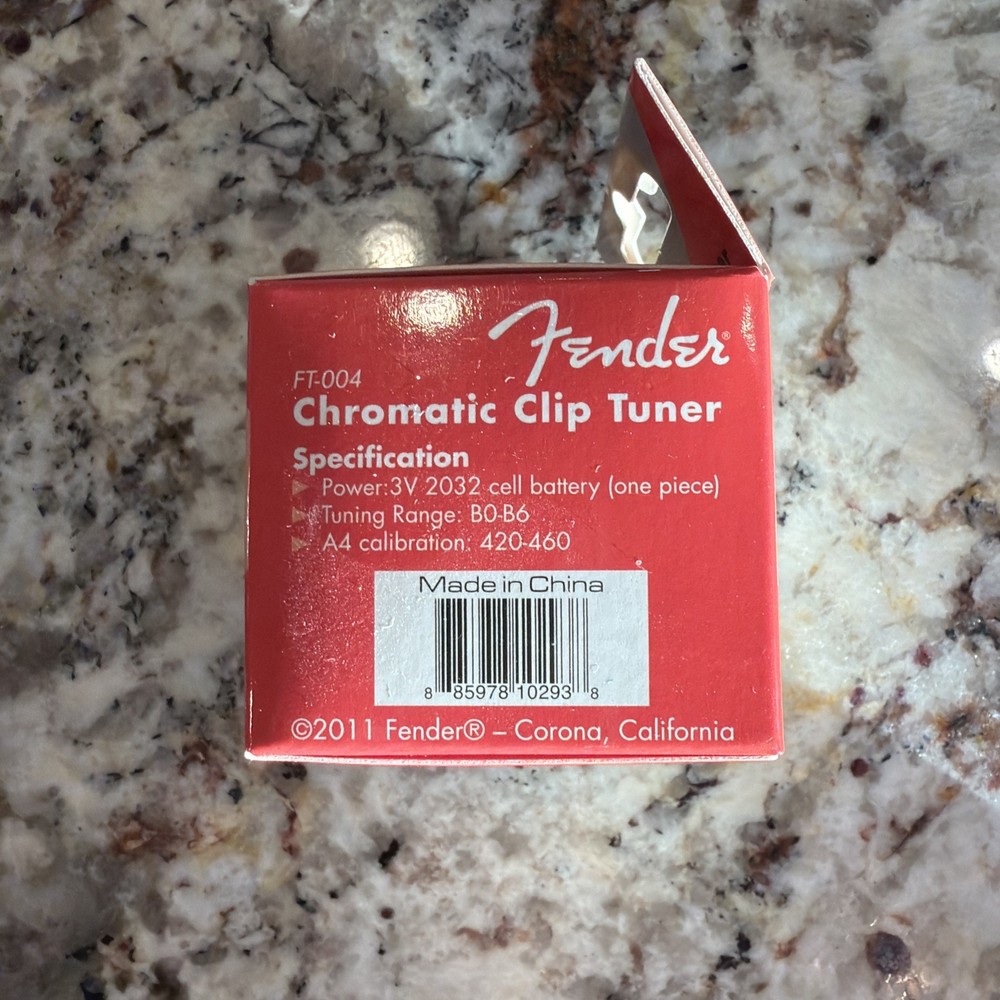 Fender®
FT-004
Chromatic Clip Tuner
Specification
Power:3V 2032 cell battery (one piece)
Tuning Range: B0-B6
A4 calibration: 420-460
Made in China
8 85978 10293 8
©2011 Fender® – Corona, California